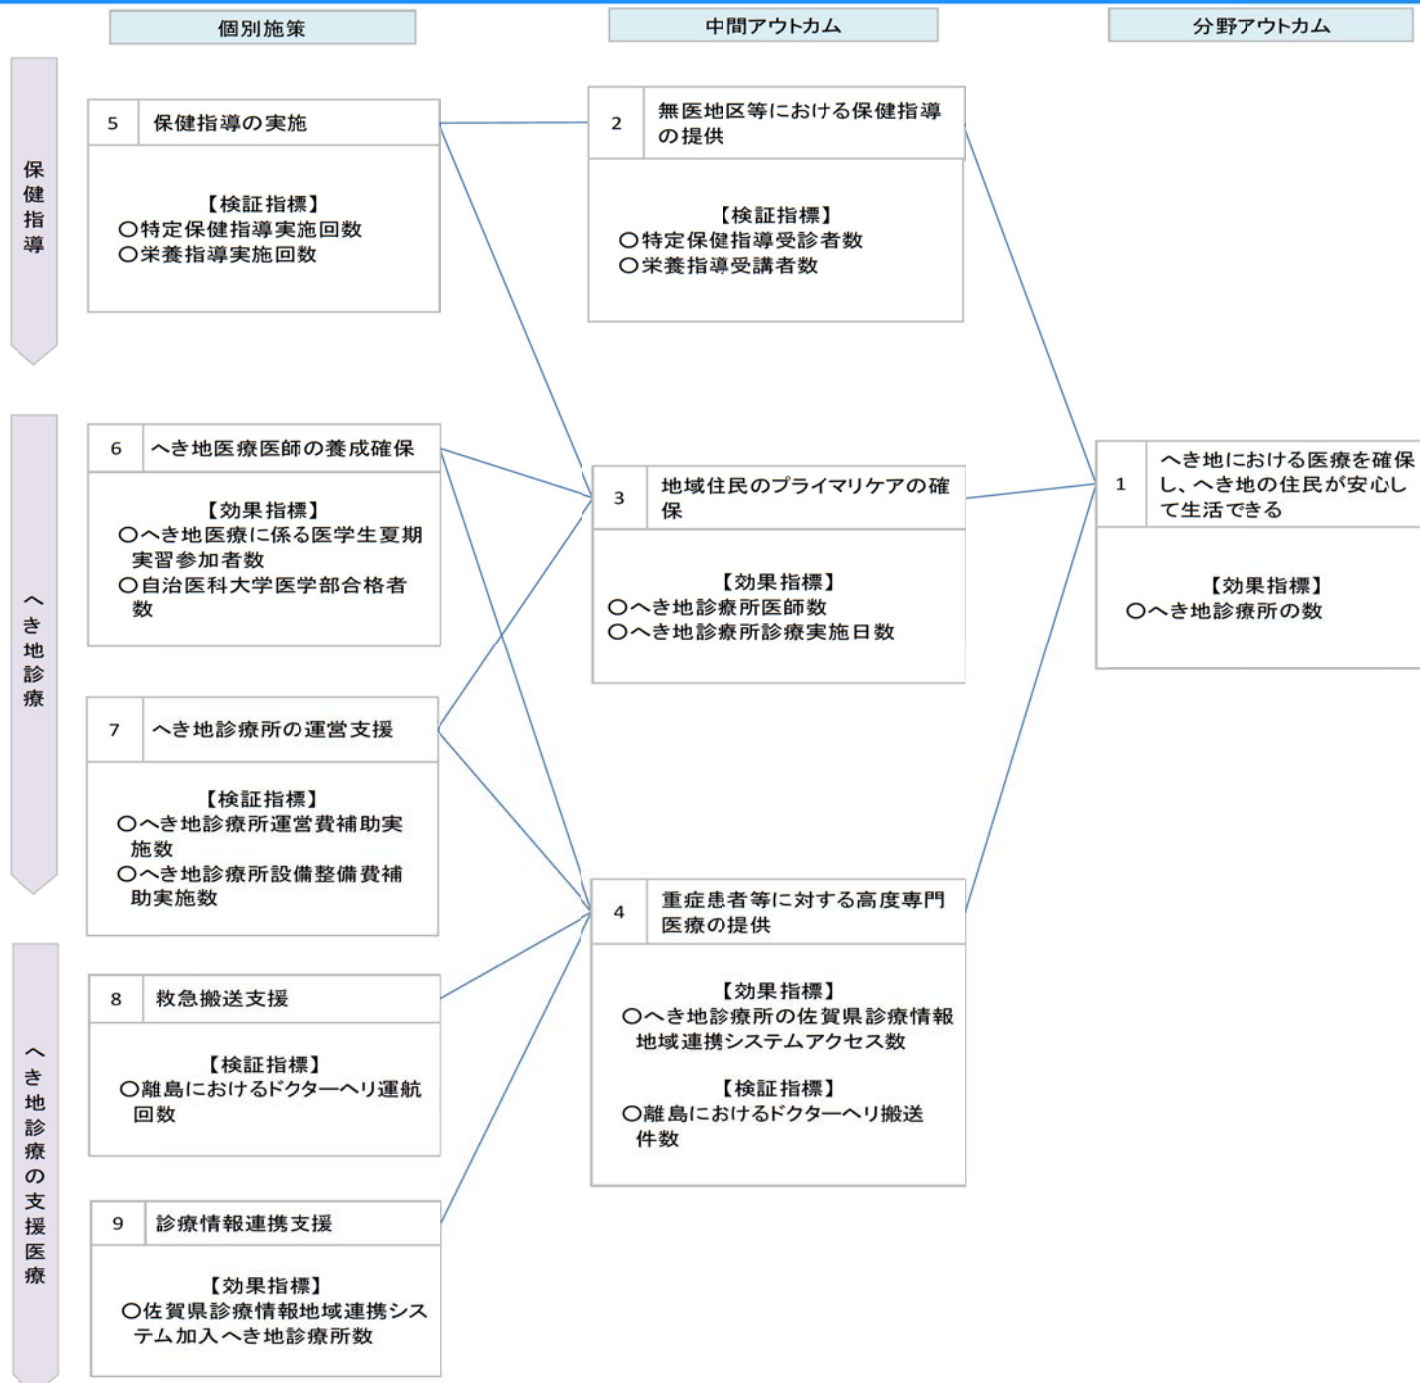 個別施策
中間アウトカム
分野アウトカム
保健指導
5
保健指導の実施
【検証指標】
〇特定保健指導実施回数
〇栄養指導実施回数
2
無医地区等における保健指導
の提供
【検証指標】
〇特定保健指導受診者数
〇栄養指導受講者数
へき地診療
6
へき地医療医師の養成確保
【効果指標】
〇へき地医療に係る医学生夏期
実習参加者数
〇自治医科大学医学部合格者
数
3
地域住民のプライマリケアの確
保
【効果指標】
〇へき地診療所医師数
〇へき地診療所診療実施日数
1
へき地における医療を確保
し、へき地の住民が安心し
て生活できる
【効果指標】
〇へき地診療所の数
7
へき地診療所の運営支援
【検証指標】
〇へき地診療所運営費補助実
施数
〇へき地診療所設備整備費補
助実施数
4
重症患者等に対する高度専門
医療の提供
【効果指標】
〇へき地診療所の佐賀県診療情報
地域連携システムアクセス数
【検証指標】
〇離島におけるドクターヘリ搬送
件数
へき地診療の支援医療
8
救急搬送支援
【検証指標】
〇離島におけるドクターヘリ運航
回数
9
診療情報連携支援
【効果指標】
〇佐賀県診療情報地域連携シス
テム加入へき地診療所数